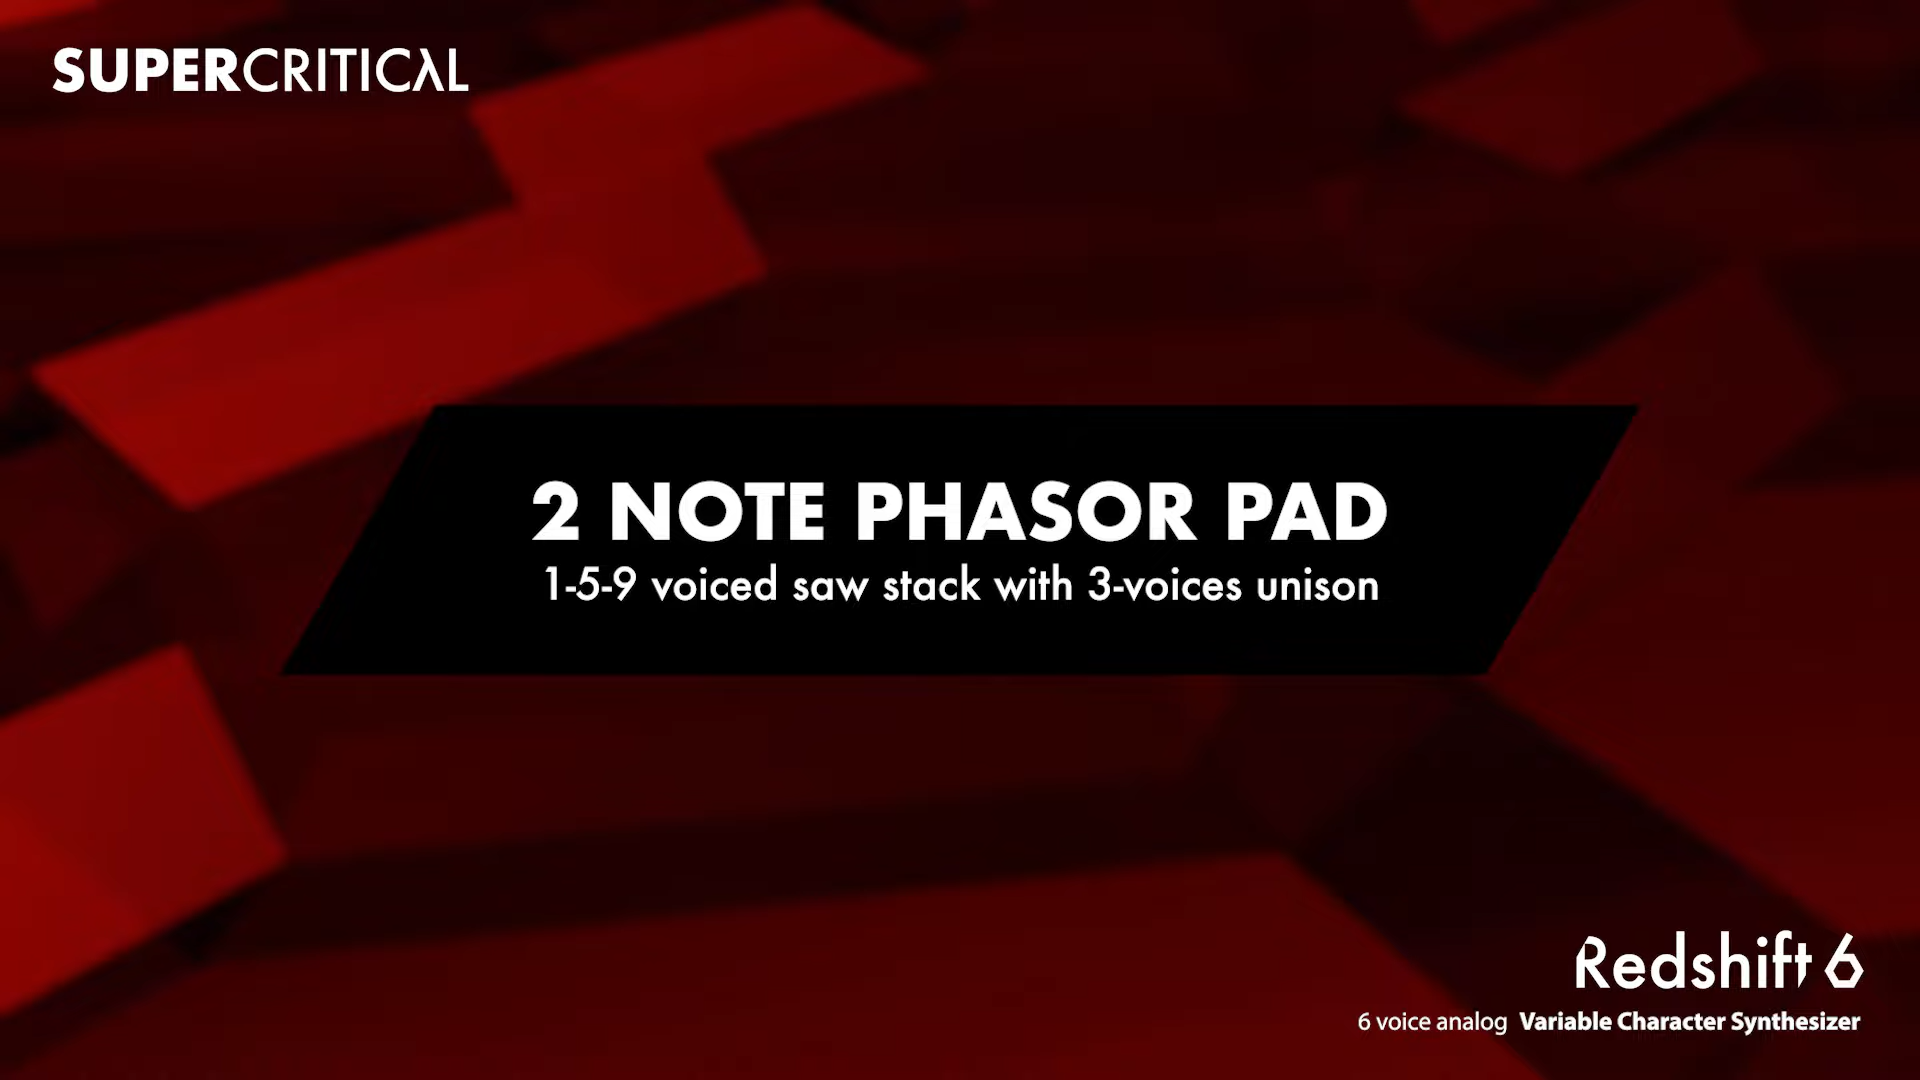 SUPERCRITICAL
2 NOTE PHASOR PAD
1-5-9 voiced saw stack with 3-voices unison
Redshift 6
6 voice analog Variable Character Synthesizer